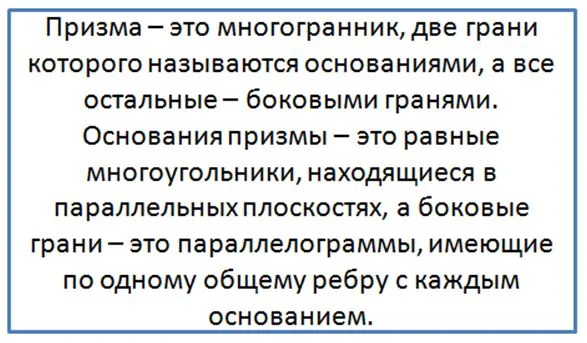 Призма – это многогранник, две грани
которого называются основаниями, а все
остальные – боковыми гранями.
Основания призмы – это равные
многоугольники, находящиеся в
параллельных плоскостях, а боковые
грани – это параллелограммы, имеющие
по одному общему ребру с каждым
основанием.